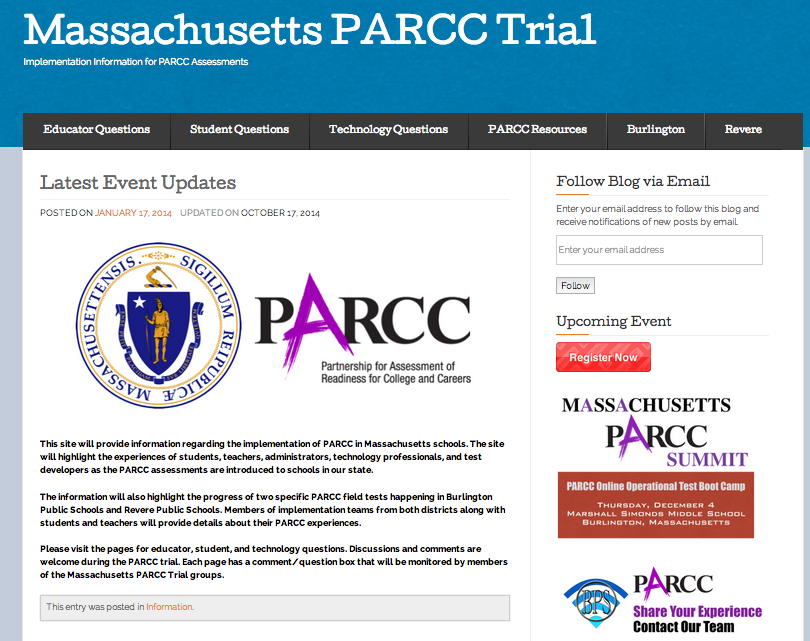 Massachusetts PARCC Trial
Implementation Information for PARCC Assessments
Educator Questions
Student Questions
Technology Questions
PARCC Resources
Burlington
Revere
Latest Event Updates
POSTED ON JANUARY 17, 2014 UPDATED ON OCTOBER 17, 2014
SIGILLUM REIPUBLICÆ MASSACHUSETTENSIS.
PARCC
Partnership for Assessment of
Readiness for College and Careers
This site will provide information regarding the implementation of PARCC in Massachusetts schools. The site
will highlight the experiences of students, teachers, administrators, technology professionals, and test
developers as the PARCC assessments are introduced to schools in our state.
The information will also highlight the progress of two specific PARCC field tests happening in Burlington
Public Schools and Revere Public Schools. Members of implementation teams from both districts along with
students and teachers will provide details about their PARCC experiences.
Please visit the pages for educator, student, and technology questions. Discussions and comments are
welcome during the PARCC trial. Each page has a comment/question box that will be monitored by members
of the Massachusetts PARCC Trial groups.
This entry was posted in Information.
Follow Blog via Email
Enter your email address to follow this blog and
receive notifications of new posts by email.
Enter your email address
Follow
Upcoming Event
Register Now
MASSACHUSETTS
PARCC
SUMMIT
PARCC Online Operational Test Boot Camp
THURSDAY, DECEMBER 4
MARSHALL SIMONDS MIDDLE SCHOOL
BURLINGTON, MASSACHUSETTS
BPS
PARCC
Share Your Experience
Contact Our Team